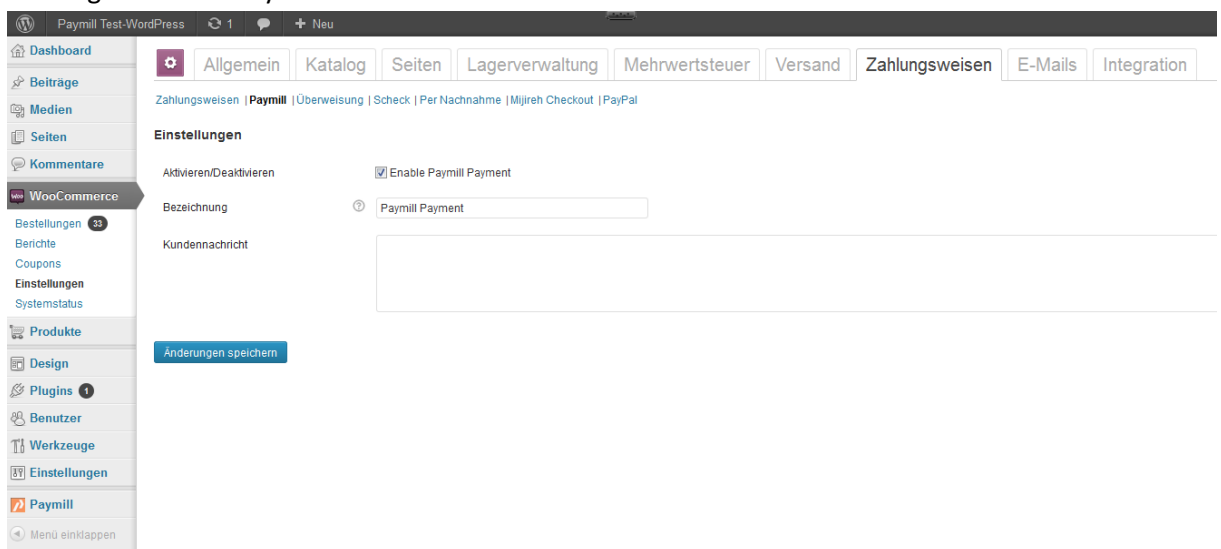 Paymill Test-WordPress 1 + Neu
Dashboard
Beiträge
Medien
Seiten
Kommentare
WooCommerce
Bestellungen 33
Berichte
Coupons
Einstellungen
Systemstatus
Produkte
Design
Plugins 1
Benutzer
Werkzeuge
Einstellungen
Paymill
Menü einklappen
Allgemein Katalog Seiten Lagerverwaltung Mehrwertsteuer Versand Zahlungsweisen E-Mails Integration
Zahlungsweisen | Paymill | Überweisung | Scheck | Per Nachnahme | Mijireh Checkout | PayPal
Einstellungen
Aktivieren/Deaktivieren Enable Paymill Payment
Bezeichnung ? Paymill Payment
Kundennachricht
Änderungen speichern